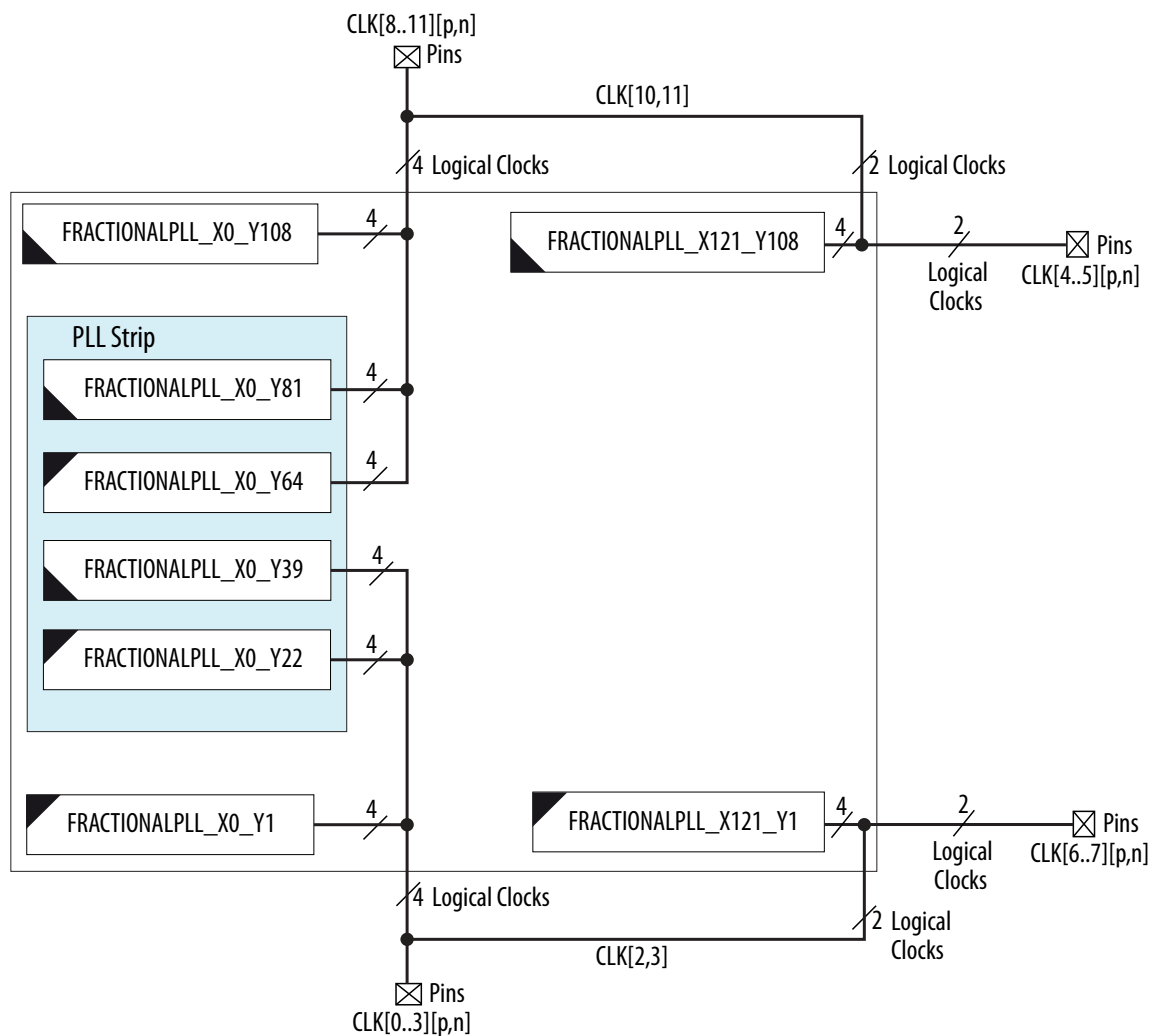 CLK[8..11][p,n]
Pins
CLK[10,11]
4 Logical Clocks
2 Logical Clocks
FRACTIONALPLL_X0_Y108
4
FRACTIONALPLL_X121_Y108
4
2
Logical
Clocks
Pins
CLK[4..5][p,n]
PLL Strip
FRACTIONALPLL_X0_Y81
4
FRACTIONALPLL_X0_Y64
4
FRACTIONALPLL_X0_Y39
4
FRACTIONALPLL_X0_Y22
4
FRACTIONALPLL_X0_Y1
4
FRACTIONALPLL_X121_Y1
4
2
Logical
Clocks
Pins
CLK[6..7][p,n]
4 Logical Clocks
2 Logical
Clocks
CLK[2,3]
Pins
CLK[0..3][p,n]